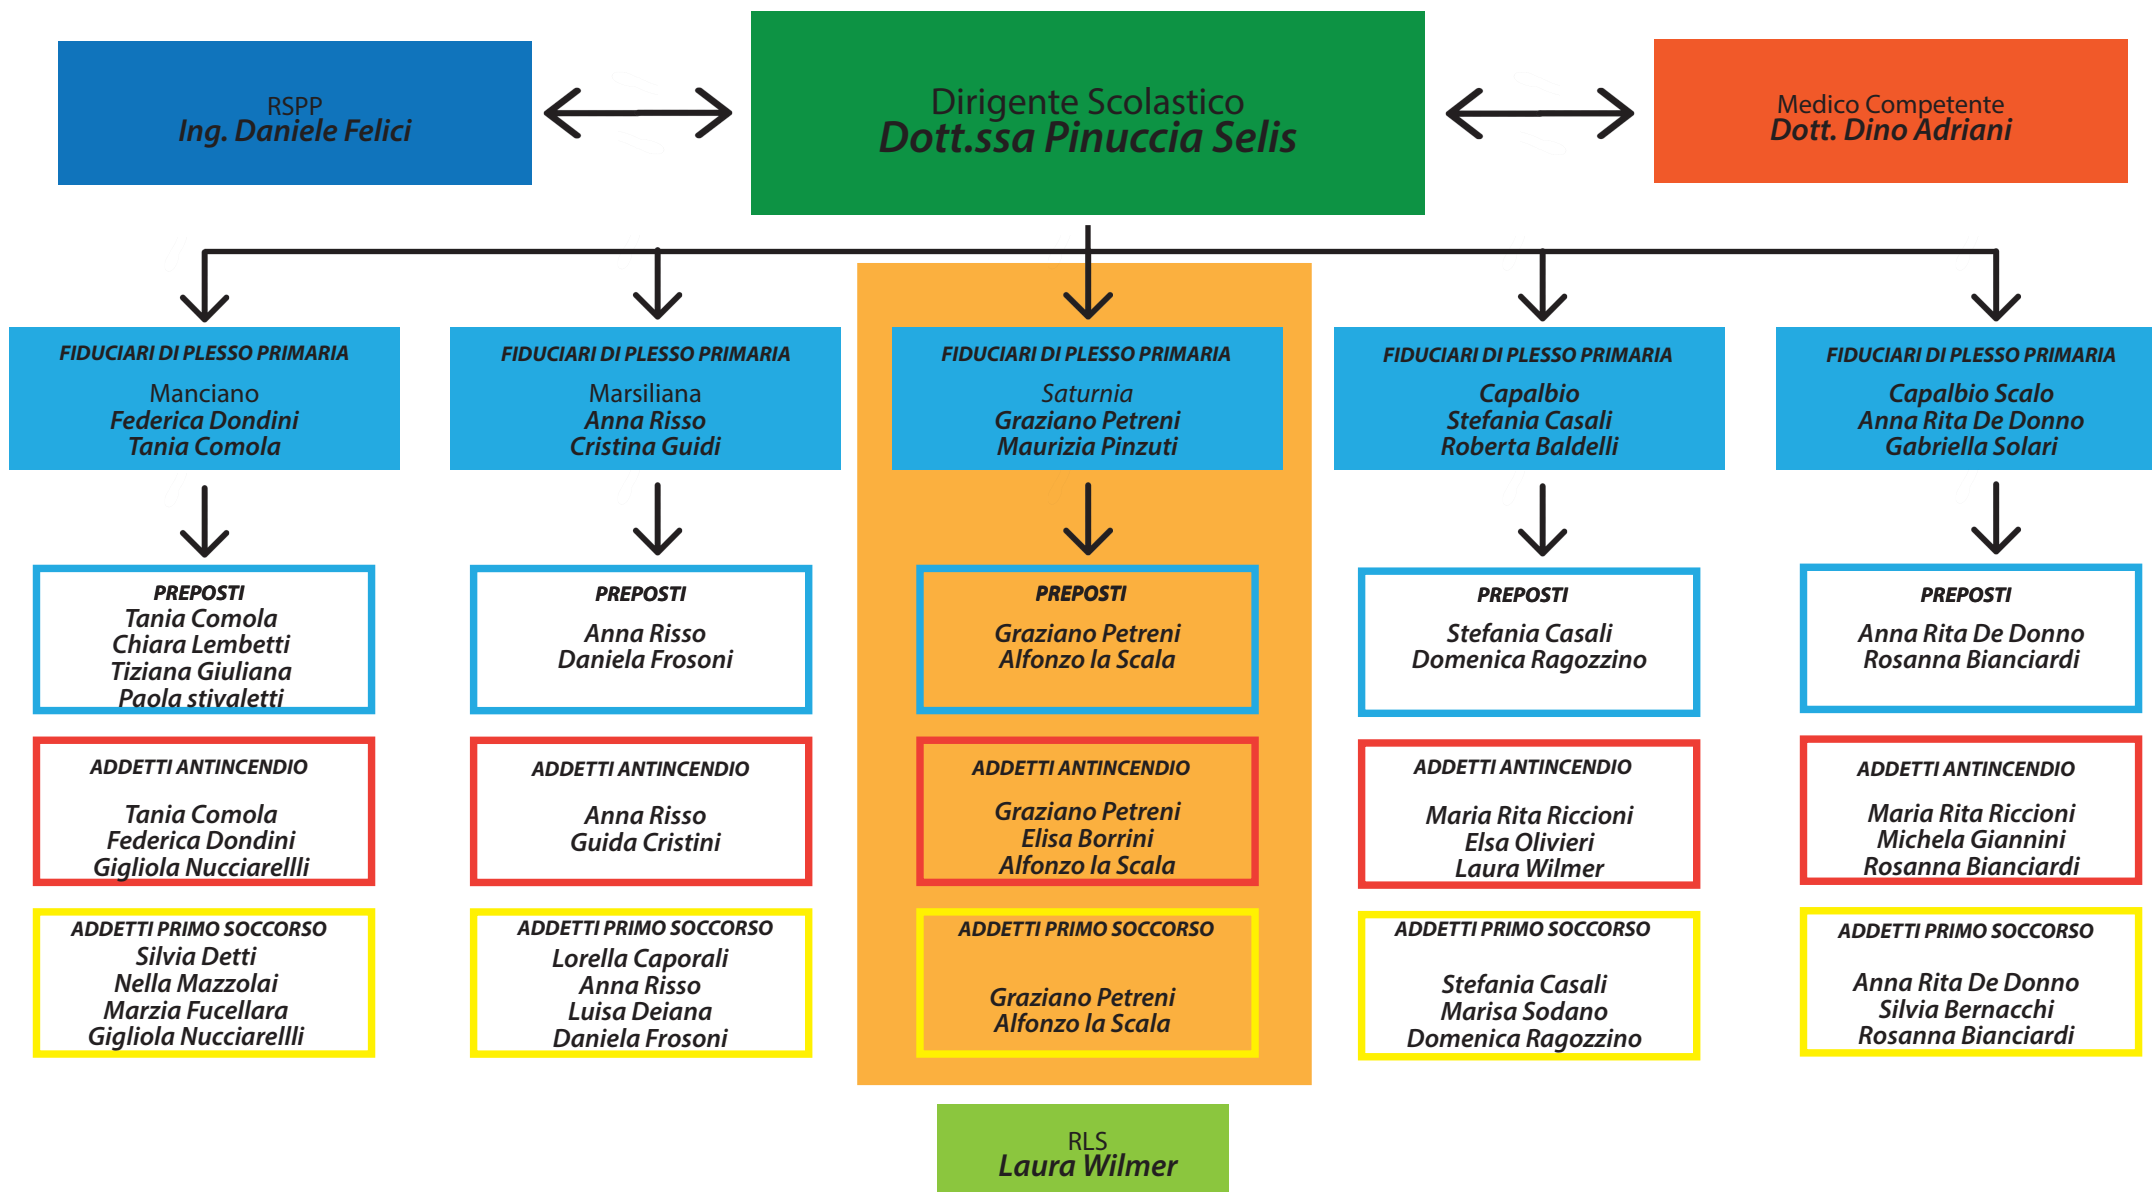 RSPP
Ing. Daniele Felici
Dirigente Scolastico
Dott.ssa Pinuccia Selis
Medico Competente
Dott. Dino Adriani
FIDUCIARI DI PLESSO PRIMARIA
Manciano
Federica Dondini
Tania Comola
FIDUCIARI DI PLESSO PRIMARIA
Marsiliana
Anna Risso
Cristina Guidi
FIDUCIARI DI PLESSO PRIMARIA
Saturnia
Graziano Petreni
Maurizia Pinzuti
FIDUCIARI DI PLESSO PRIMARIA
Capalbio
Stefania Casali
Roberta Baldelli
FIDUCIARI DI PLESSO PRIMARIA
Capalbio Scalo
Anna Rita De Donno
Gabriella Solari
PREPOSTI
Tania Comola
Chiara Lembetti
Tiziana Giuliana
Paola stivaletti
PREPOSTI
Anna Risso
Daniela Frosoni
PREPOSTI
Graziano Petreni
Alfonzo la Scala
PREPOSTI
Stefania Casali
Domenica Ragozzino
PREPOSTI
Anna Rita De Donno
Rosanna Bianciardi
ADDETTI ANTINCENDIO
Tania Comola
Federica Dondini
Gigliola Nucciarellli
ADDETTI ANTINCENDIO
Anna Risso
Guida Cristini
ADDETTI ANTINCENDIO
Graziano Petreni
Elisa Borrini
Alfonzo la Scala
ADDETTI ANTINCENDIO
Maria Rita Riccioni
Elsa Olivieri
Laura Wilmer
ADDETTI ANTINCENDIO
Maria Rita Riccioni
Michela Giannini
Rosanna Bianciardi
ADDETTI PRIMO SOCCORSO
Silvia Detti
Nella Mazzolai
Marzia Fucellara
Gigliola Nucciarellli
ADDETTI PRIMO SOCCORSO
Lorella Caporali
Anna Risso
Luisa Deiana
Daniela Frosoni
ADDETTI PRIMO SOCCORSO
Graziano Petreni
Alfonzo la Scala
ADDETTI PRIMO SOCCORSO
Stefania Casali
Marisa Sodano
Domenica Ragozzino
ADDETTI PRIMO SOCCORSO
Anna Rita De Donno
Silvia Bernacchi
Rosanna Bianciardi
RLS
Laura Wilmer